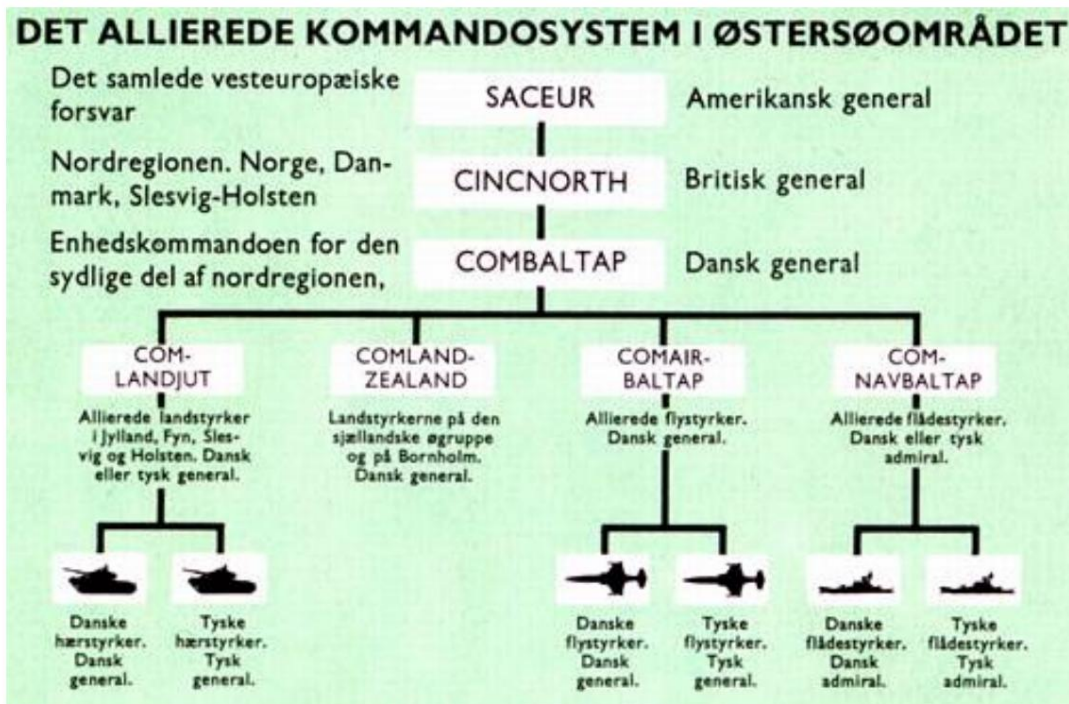 DET ALLIEREDE KOMMANDOSYSTEM I ØSTERSØOMRÅDET
Det samlede vesteuropæiske
forsvar
SACEUR
Amerikansk general
Nordregionen. Norge, Dan-
mark, Slesvig-Holsten
CINCNORTH
Britisk general
Enhedskommandoen for den
sydlige del af nordregionen,
COMBALTAP
Dansk general
COM-
LANDJUT
Allierede landstyrker
i Jylland, Fyn, Sles-
vig og Holsten. Dansk
eller tysk general.
COMLAND-
ZEALAND
Landstyrkerne på den
sjællandske øgruppe
og på Bornholm.
Dansk general.
COMAIR-
BALTAP
Allierede flystyrker.
Dansk general.
COM-
NAVBALTAP
Allierede flådestyrker.
Dansk eller tysk
admiral.
Danske
hærstyrker.
Dansk
general.
Tyske
hærstyrker.
Tysk
general.
Danske
flystyrker.
Dansk
general.
Tyske
flystyrker.
Tysk
general.
Danske
flådestyrker.
Dansk
admiral.
Tyske
flådestyrker.
Tysk
admiral.